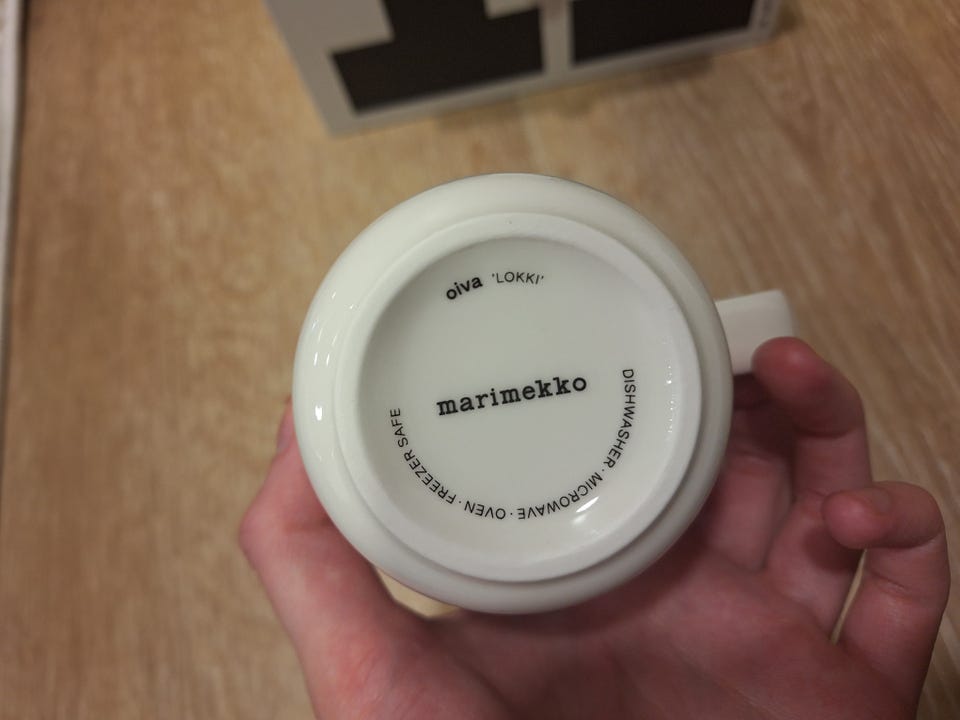 oiva 'LOKKI'
marimekko
DISHWASHER · MICROWAVE · OVEN · FREEZER SAFE